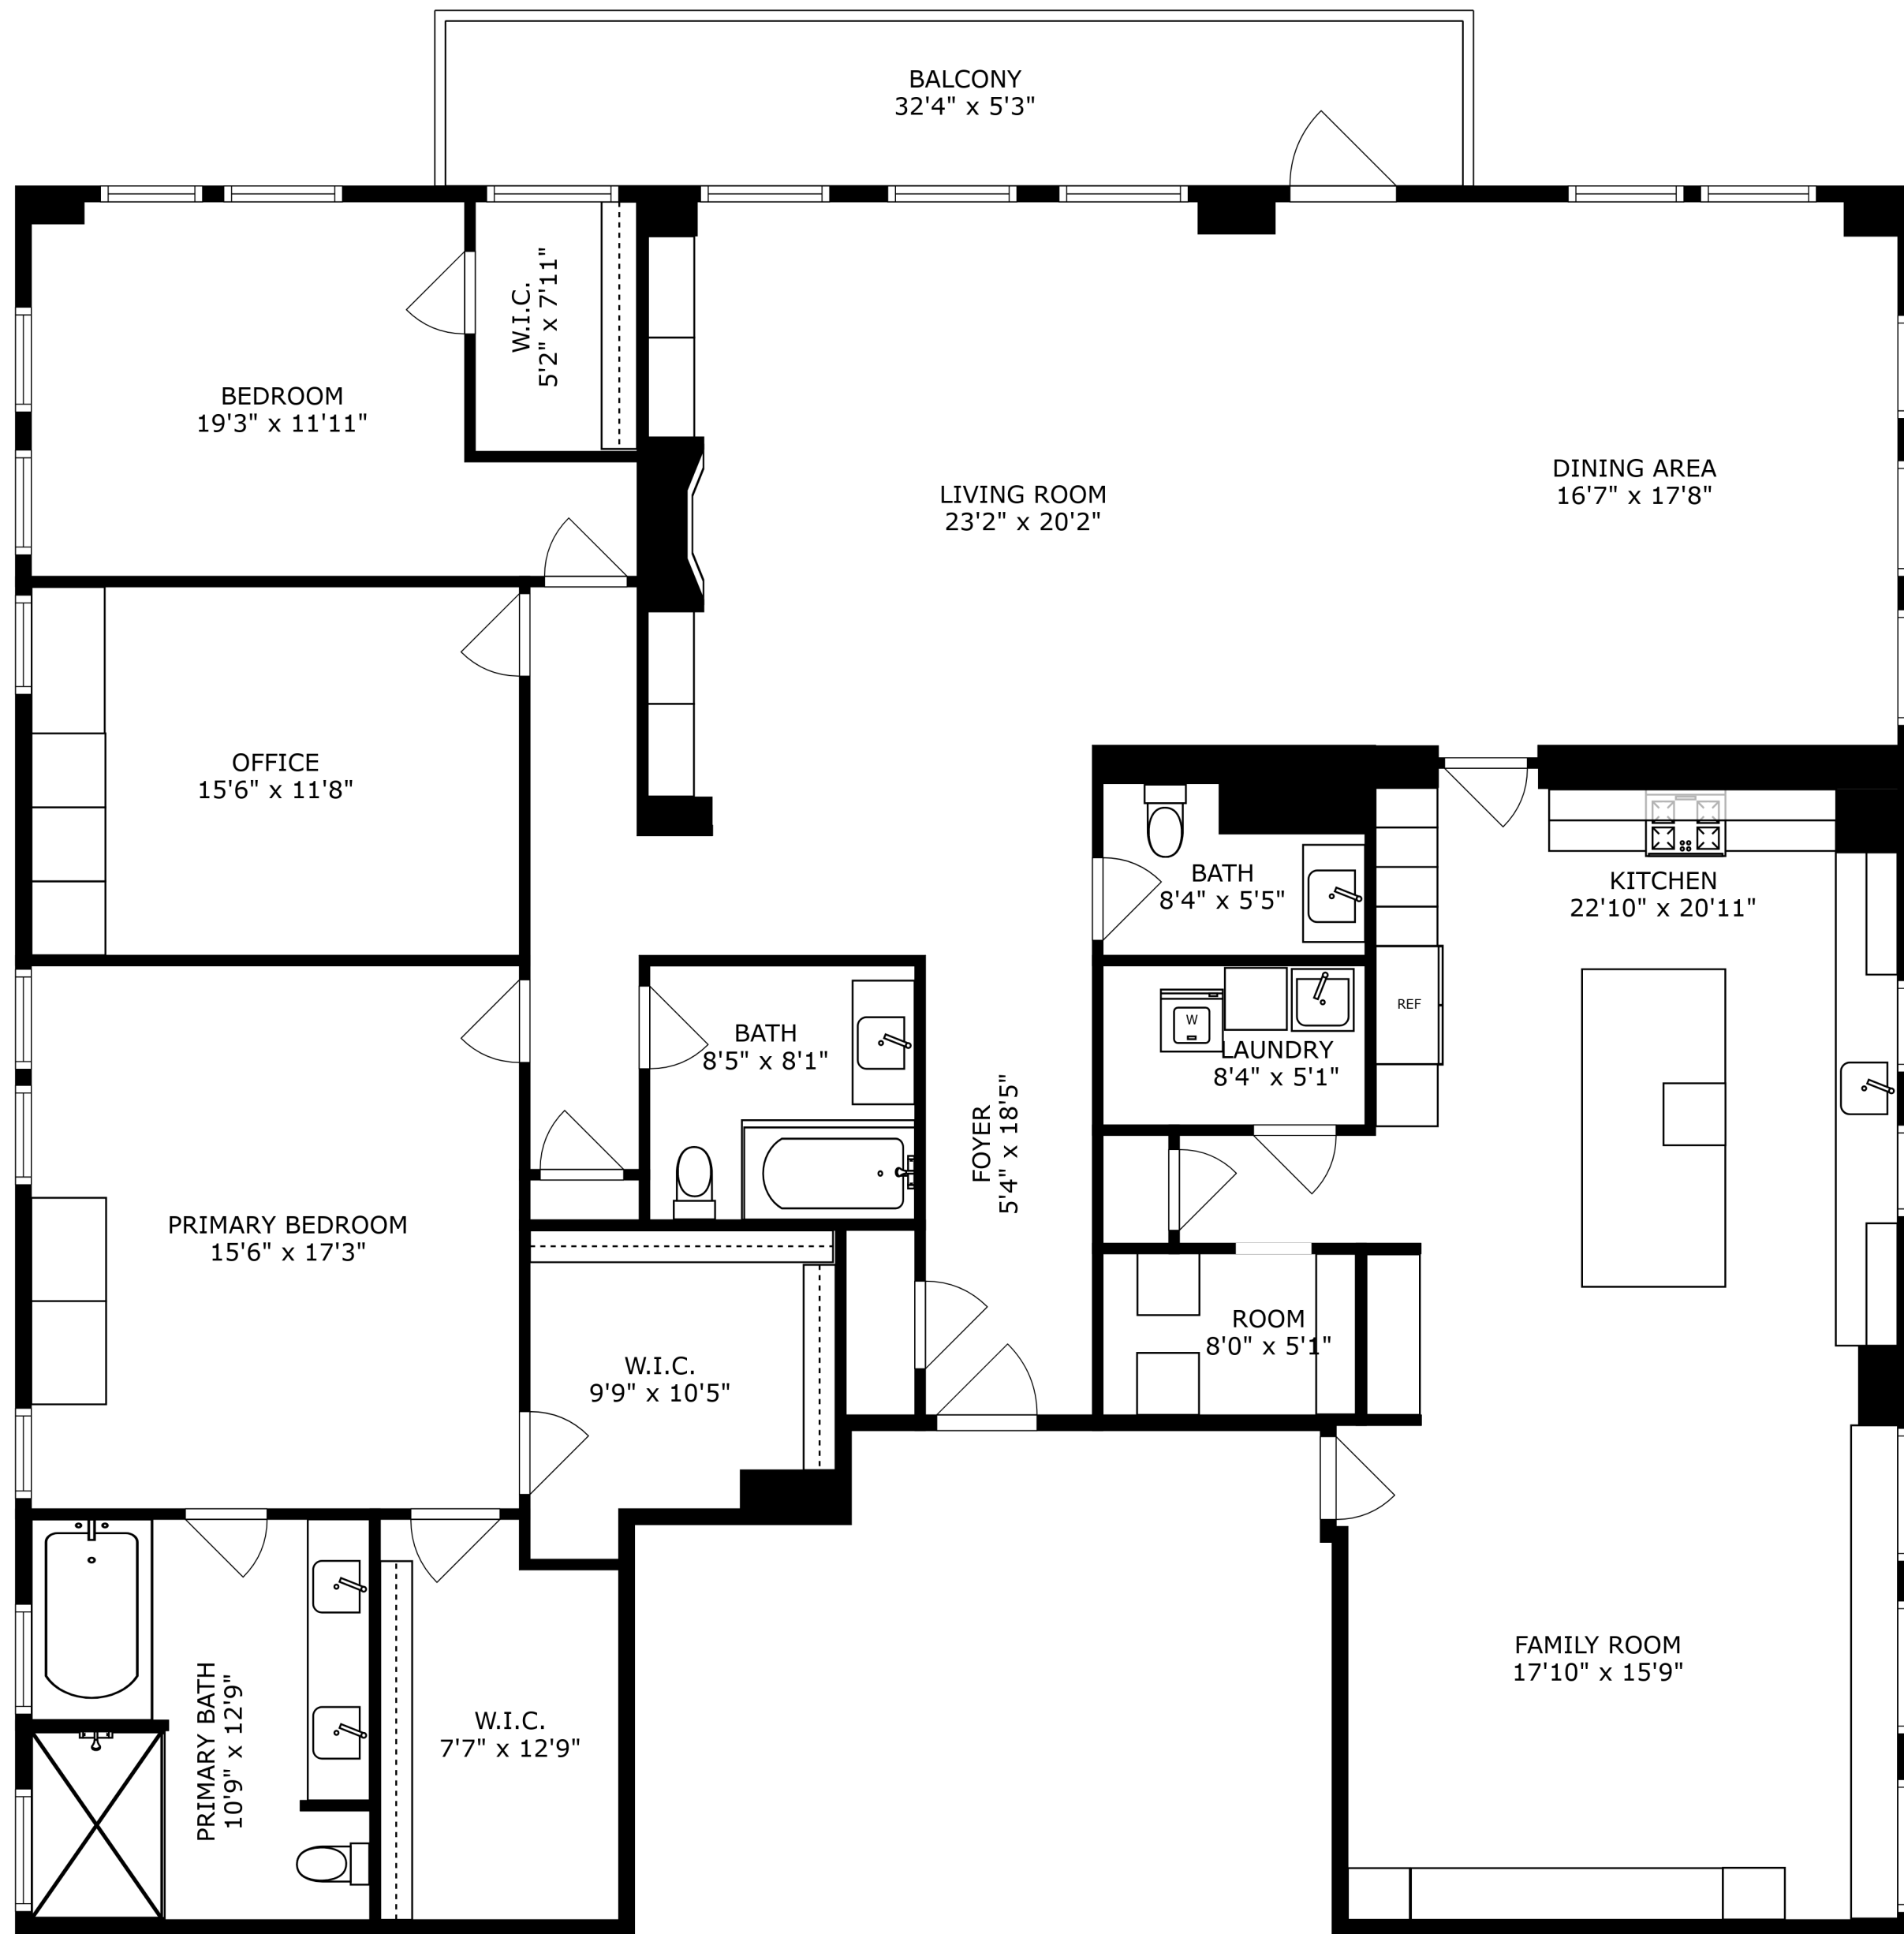 BALCONY
32'4" x 5'3"
W.I.C.
5'2" x 7'11"
BEDROOM
19'3" x 11'11"
LIVING ROOM
23'2" x 20'2"
DINING AREA
16'7" x 17'8"
OFFICE
15'6" x 11'8"
BATH
8'4" x 5'5"
KITCHEN
22'10" x 20'11"
REF
W
BATH
8'5" x 8'1"
LAUNDRY
8'4" x 5'1"
FOYER
5'4" x 18'5"
PRIMARY BEDROOM
15'6" x 17'3"
ROOM
8'0" x 5'1"
W.I.C.
9'9" x 10'5"
FAMILY ROOM
17'10" x 15'9"
PRIMARY BATH
10'9" x 12'9"
W.I.C.
7'7" x 12'9"